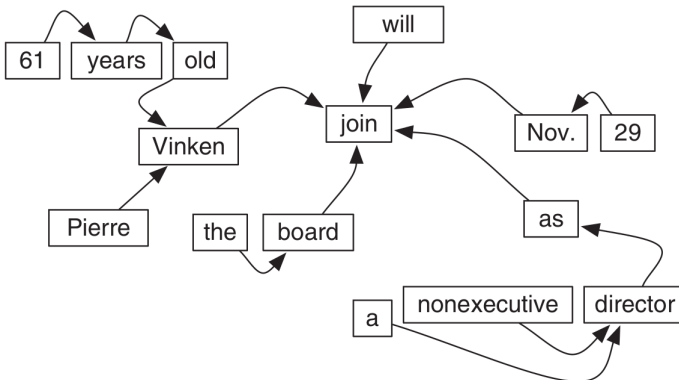 will
61 years old
join
Nov. 29
Vinken
Pierre
the board
as
nonexecutive director
a